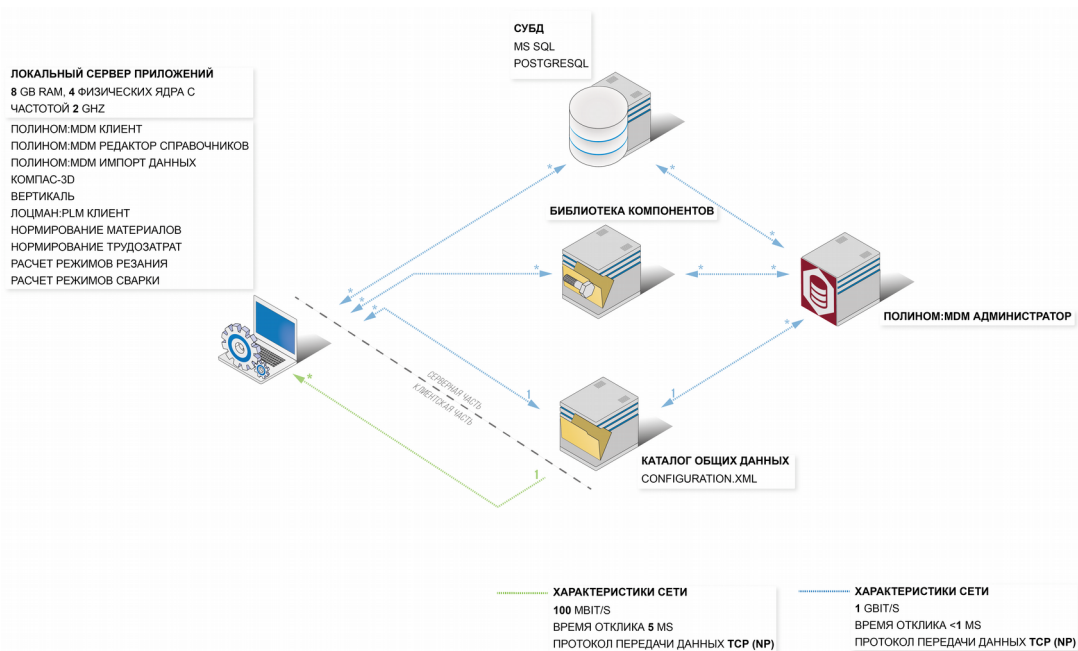 СУБД
MS SQL
POSTGRESQL
ЛОКАЛЬНЫЙ СЕРВЕР ПРИЛОЖЕНИЙ
8 GB RAM, 4 ФИЗИЧЕСКИХ ЯДРА С
ЧАСТОТОЙ 2 GHZ
ПОЛИНОМ:MDM КЛИЕНТ
ПОЛИНОМ:MDM РЕДАКТОР СПРАВОЧНИКОВ
ПОЛИНОМ:MDM ИМПОРТ ДАННЫХ
КОМПАС-3D
ВЕРТИКАЛЬ
ЛОЦМАН:PLM КЛИЕНТ
НОРМИРОВАНИЕ МАТЕРИАЛОВ
НОРМИРОВАНИЕ ТРУДОЗАТРАТ
РАСЧЕТ РЕЖИМОВ РЕЗАНИЯ
РАСЧЕТ РЕЖИМОВ СВАРКИ
*
*
*
БИБЛИОТЕКА КОМПОНЕНТОВ
*
*
*
*
*
*
ПОЛИНОМ:MDM АДМИНИСТРАТОР
*
*
СЕРВЕРНАЯ ЧАСТЬ
КЛИЕНТСКАЯ ЧАСТЬ
1
1
КАТАЛОГ ОБЩИХ ДАННЫХ
CONFIGURATION.XML
1
ХАРАКТЕРИСТИКИ СЕТИ
100 MBIT/S
ВРЕМЯ ОТКЛИКА 5 MS
ПРОТОКОЛ ПЕРЕДАЧИ ДАННЫХ TCP (NP)
ХАРАКТЕРИСТИКИ СЕТИ
1 GBIT/S
ВРЕМЯ ОТКЛИКА <1 MS
ПРОТОКОЛ ПЕРЕДАЧИ ДАННЫХ TCP (NP)